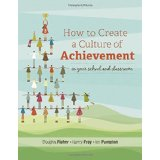 How to Create
a Culture of
Achievement
in your school and classroom
Douglas Fisher • Nancy Frey • Ian Pumpian